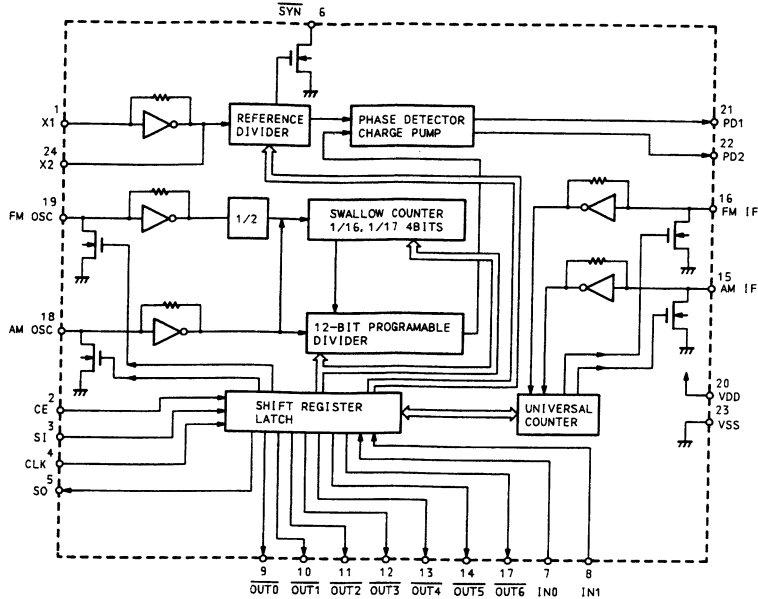 SYN 6
1
X1
24
X2
REFERENCE
DIVIDER
PHASE DETECTOR
CHARGE PUMP
21
PD1
22
PD2
19
FM OSC
1/2
SWALLOW COUNTER
1/16, 1/17 4BITS
16
FM IF
15
AM IF
18
AM OSC
12-BIT PROGRAMABLE
DIVIDER
2
CE
3
SI
4
CLK
5
SO
SHIFT REGISTER
LATCH
UNIVERSAL
COUNTER
20
VDD
23
VSS
9 10 11 12 13 14 17 7 8
OUT0 OUT1 OUT2 OUT3 OUT4 OUT5 OUT6 IN0 IN1